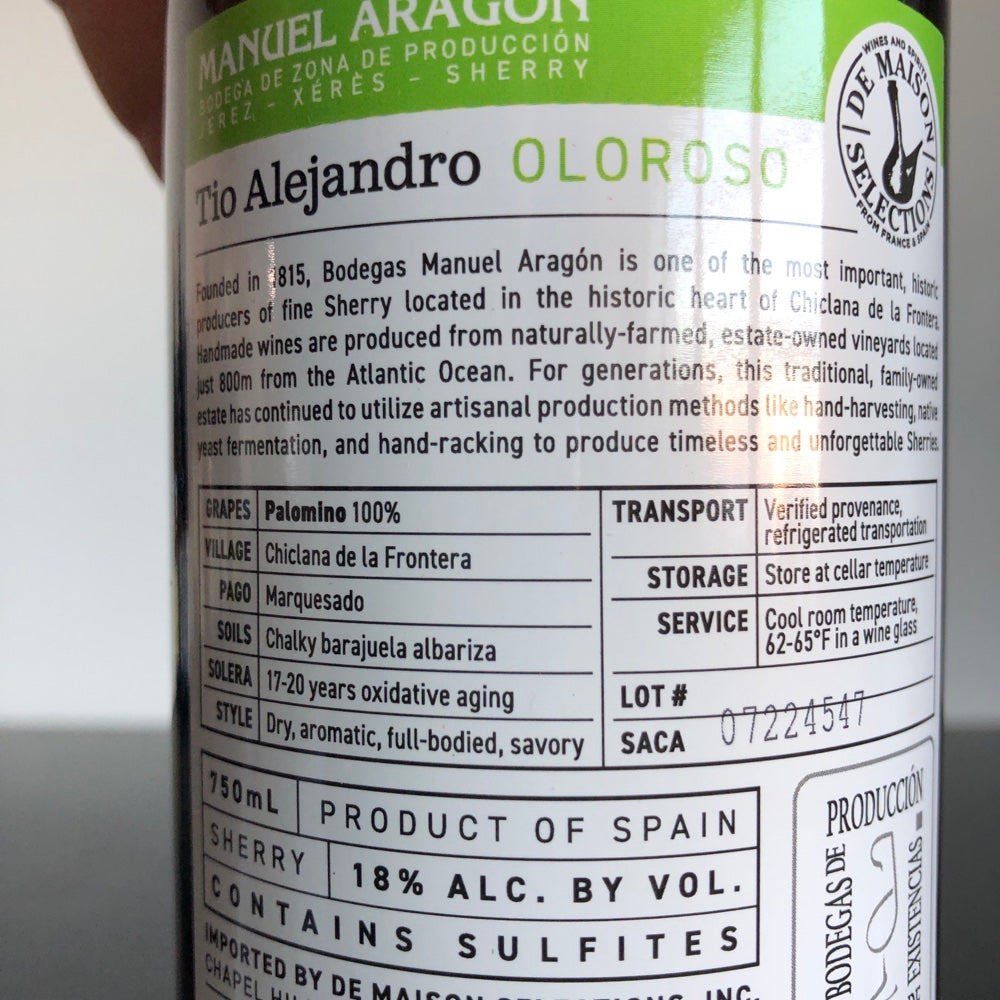 MANUEL ARAGÓN
BODEGA DE ZONA DE PRODUCCIÓN
JEREZ - XÉRÈS - SHERRY
WINES AND SPIRITS
DE MAISON
SELECTIONS
FROM FRANCE & SPAIN
Tio Alejandro OLOROSO
Founded in 1815, Bodegas Manuel Aragón is one of the most important, historic
producers of fine Sherry located in the historic heart of Chiclana de la Frontera.
Handmade wines are produced from naturally-farmed, estate-owned vineyards located
just 800m from the Atlantic Ocean. For generations, this traditional, family-owned
estate has continued to utilize artisanal production methods like hand-harvesting, native
yeast fermentation, and hand-racking to produce timeless and unforgettable Sherries.
GRAPES Palomino 100%
VILLAGE Chiclana de la Frontera
PAGO Marquesado
SOILS Chalky barajuela albariza
SOLERA 17-20 years oxidative aging
STYLE Dry, aromatic, full-bodied, savory
TRANSPORT Verified provenance,
refrigerated transportation
STORAGE Store at cellar temperature
SERVICE Cool room temperature,
62-65°F in a wine glass
LOT #
SACA 07224547
750mL PRODUCT OF SPAIN
SHERRY 18% ALC. BY VOL.
CONTAINS SULFITES
IMPORTED BY DE MAISON SELECTIONS, INC.
CHAPEL
BODEGAS DE PRODUCCIÓN
EXISTENCIAS